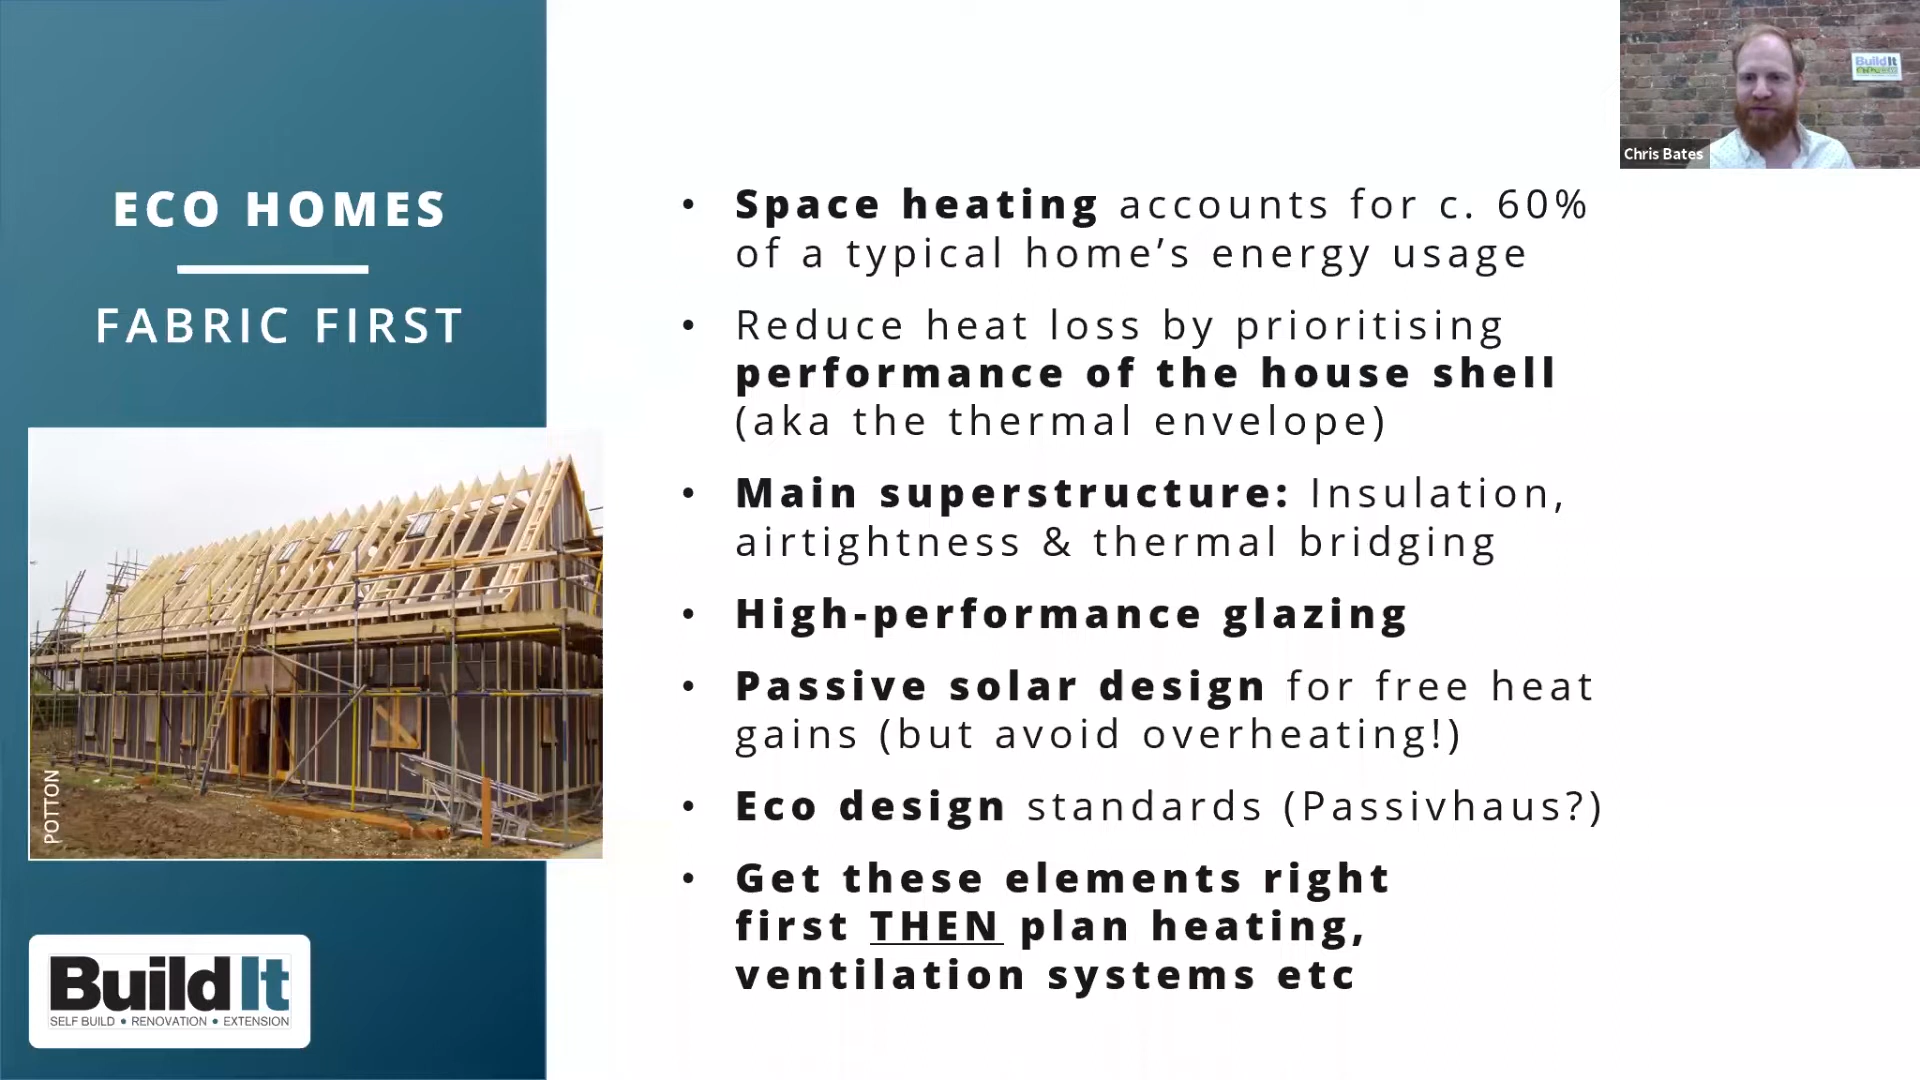 ECO HOMES
FABRIC FIRST
POTTON
Build It
SELF BUILD • RENOVATION • EXTENSION
• Space heating accounts for c. 60%
of a typical home’s energy usage
• Reduce heat loss by prioritising
performance of the house shell
(aka the thermal envelope)
• Main superstructure: Insulation,
airtightness & thermal bridging
• High-performance glazing
• Passive solar design for free heat
gains (but avoid overheating!)
• Eco design standards (Passivhaus?)
• Get these elements right
first THEN plan heating,
ventilation systems etc
Build It
Chris Bates